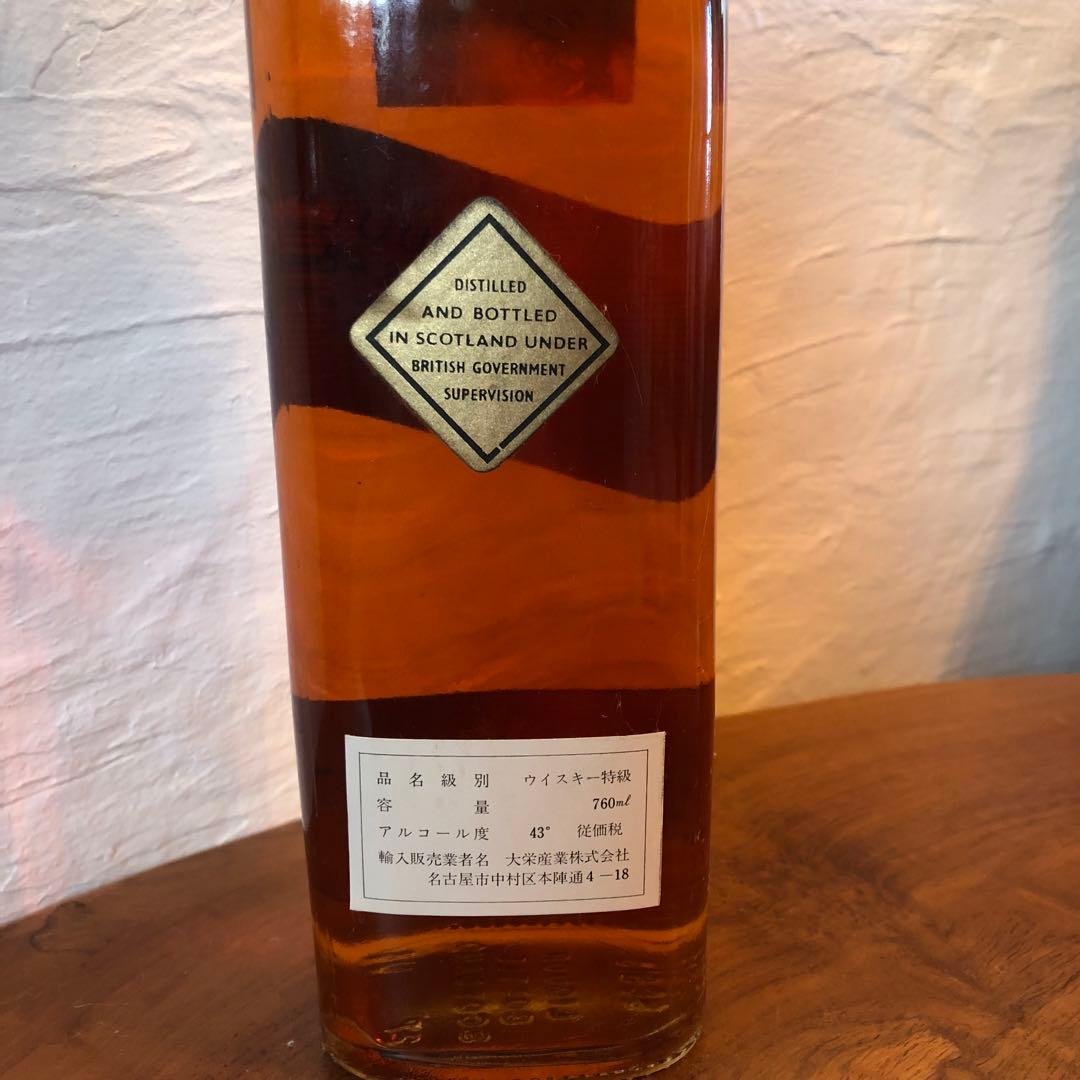 DISTILLED
AND BOTTLED
IN SCOTLAND UNDER
BRITISH GOVERNMENT
SUPERVISION
品名級別 ウイスキー特級
容量 760ml
アルコール度 43° 従価税
輸入販売業者名 大栄産業株式会社
名古屋市中村区本陣通4-18